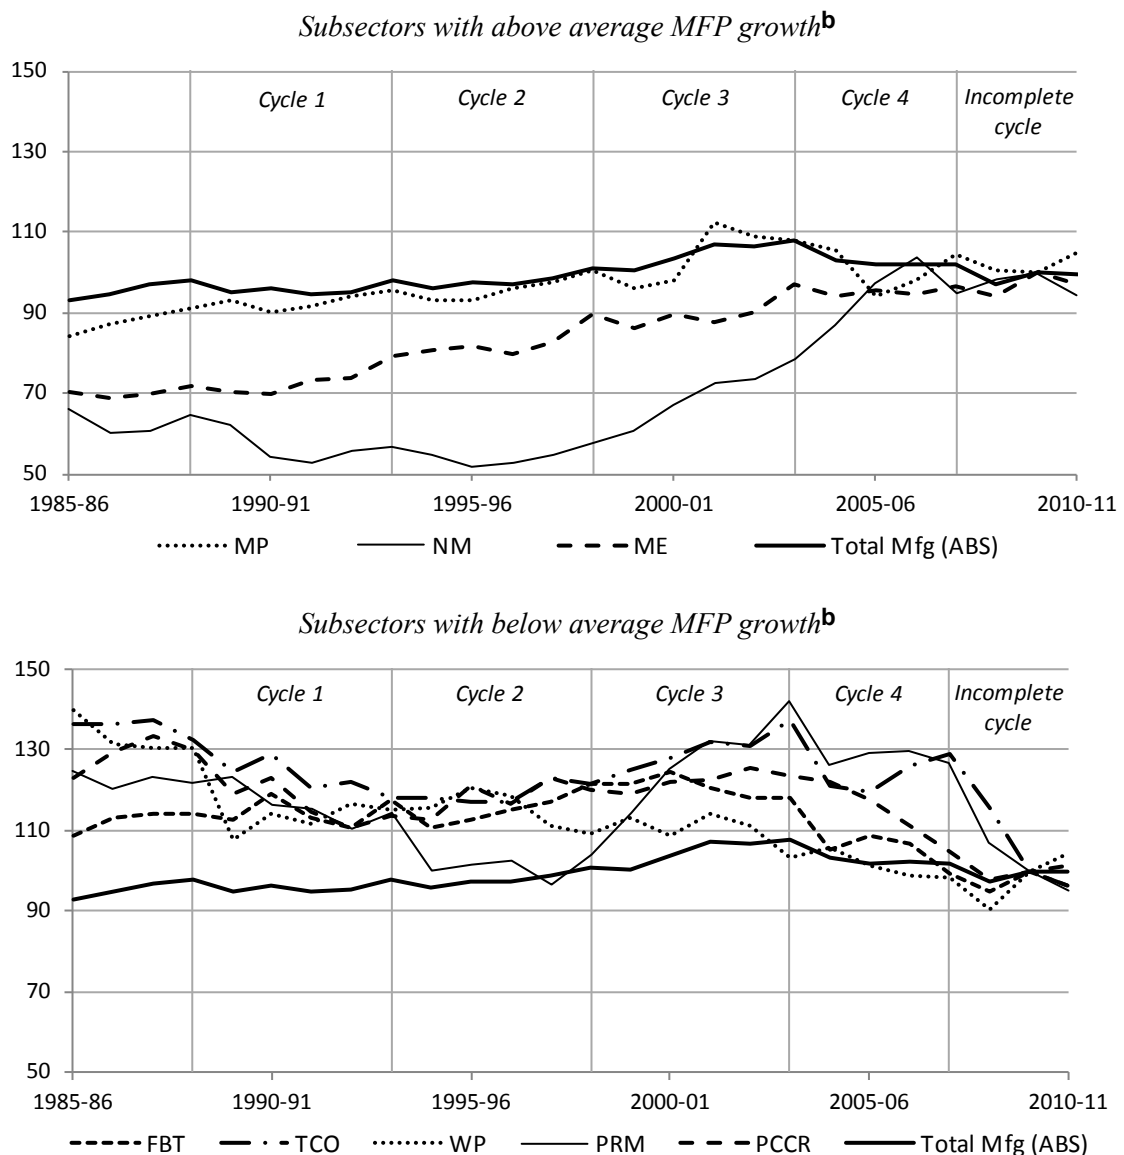 Subsectors with above average MFP growthb
150
Cycle 1 Cycle 2 Cycle 3 Cycle 4 Incomplete
cycle
130
110
90
70
50
1985-86 1990-91 1995-96 2000-01 2005-06 2010-11
MP NM ME Total Mfg (ABS)
Subsectors with below average MFP growthb
150
Cycle 1 Cycle 2 Cycle 3 Cycle 4 Incomplete
cycle
130
110
90
70
50
1985-86 1990-91 1995-96 2000-01 2005-06 2010-11
FBT TCO WP PRM PCCR Total Mfg (ABS)